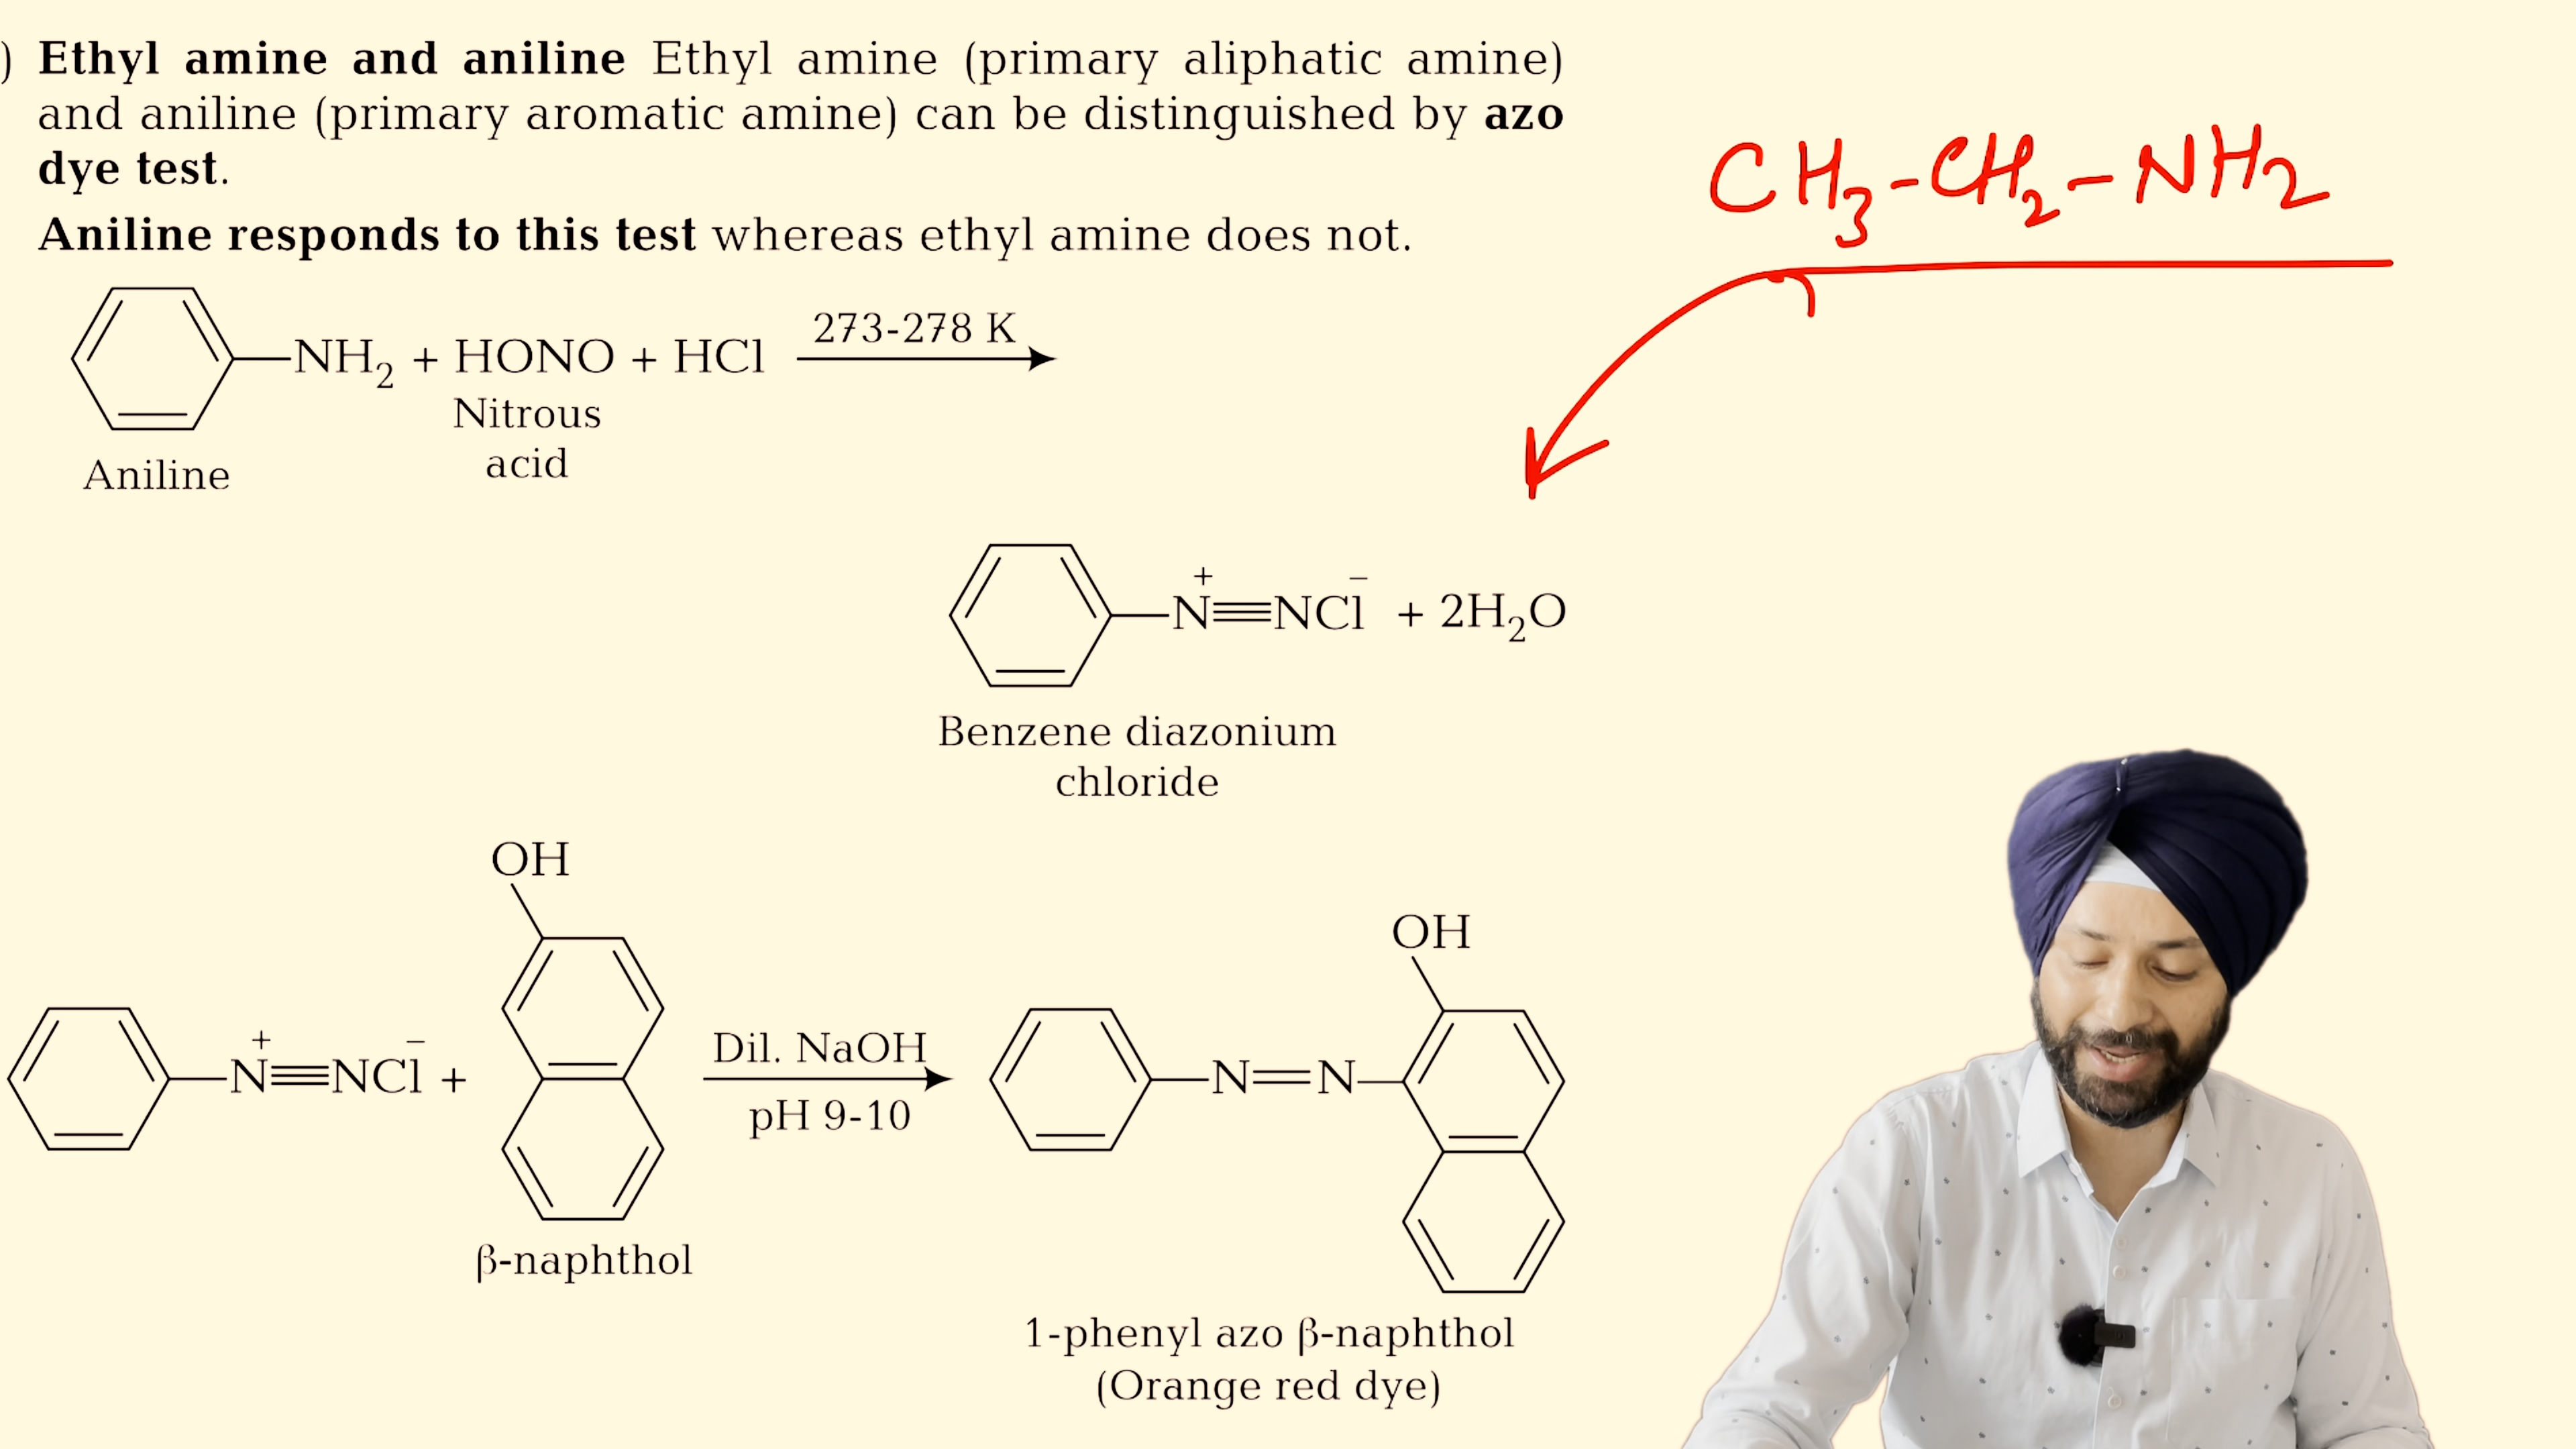 ) Ethyl amine and aniline Ethyl amine (primary aliphatic amine)
and aniline (primary aromatic amine) can be distinguished by azo
dye test.
Aniline responds to this test whereas ethyl amine does not.
CH₃-CH₂-NH₂
NH₂ + HONO + HCl 273-278 K
Nitrous
acid
Aniline
N⁺≡NCl⁻ + 2H₂O
Benzene diazonium
chloride
OH
N⁺≡NCl⁻ +
β-naphthol
Dil. NaOH
pH 9-10
OH
N=N
1-phenyl azo β-naphthol
(Orange red dye)